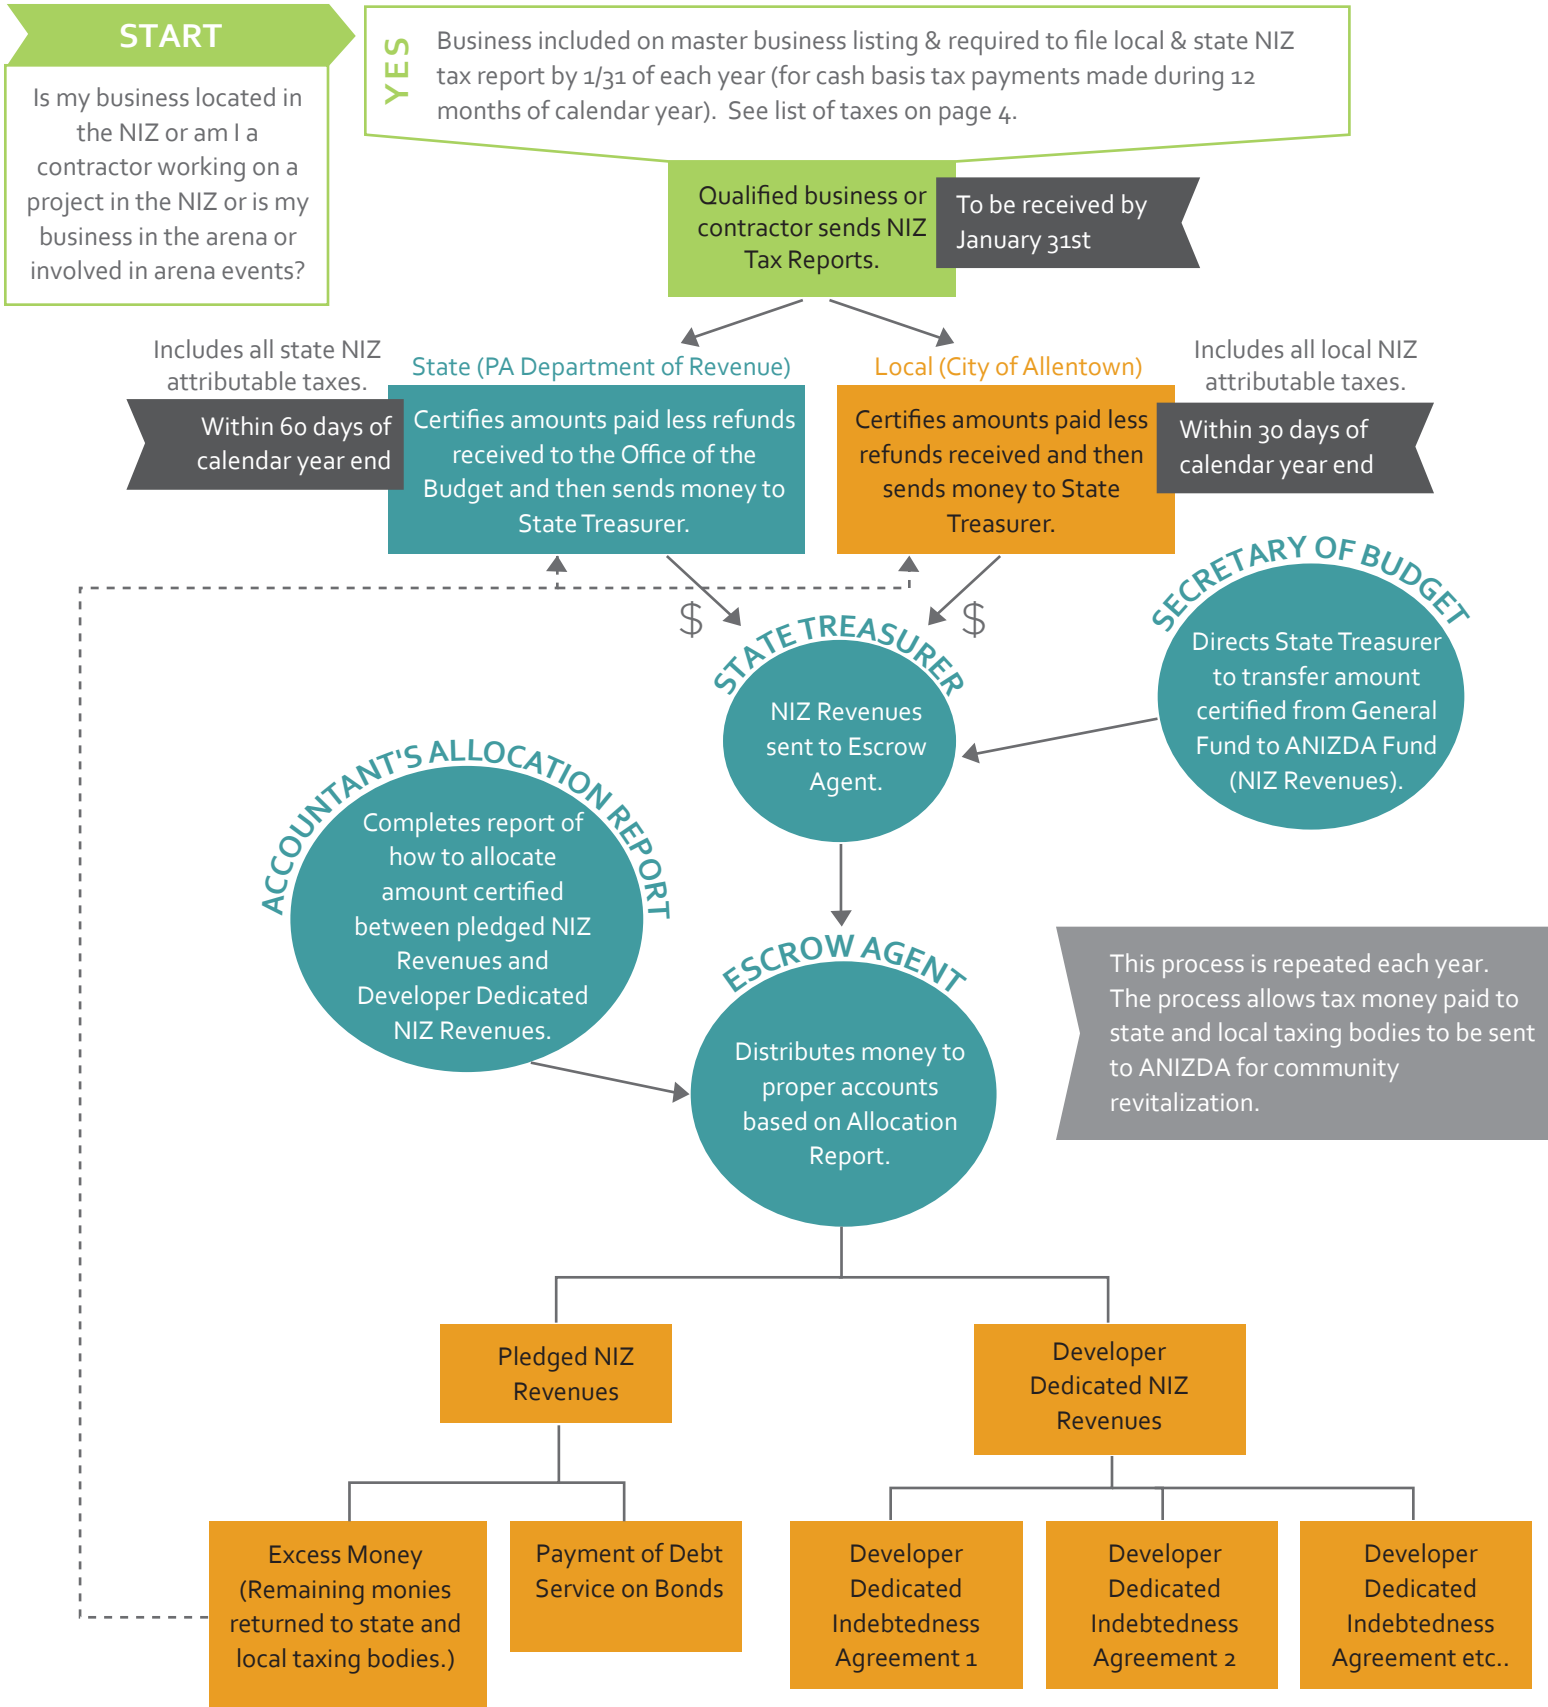 START
Is my business located in
the NIZ or am I a
contractor working on a
project in the NIZ or is my
business in the arena or
involved in arena events?
YES
Business included on master business listing & required to file local & state NIZ
tax report by 1/31 of each year (for cash basis tax payments made during 12
months of calendar year).  See list of taxes on page 4.
Qualified business or
contractor sends NIZ
Tax Reports.
To be received by
January 31st
Includes all state NIZ
attributable taxes.
Within 60 days of
calendar year end
State (PA Department of Revenue)
Certifies amounts paid less refunds
received to the Office of the
Budget and then sends money to
State Treasurer.
Local (City of Allentown)
Certifies amounts paid less
refunds received and then
sends money to State
Treasurer.
Includes all local NIZ
attributable taxes.
Within 30 days of
calendar year end
$
$
STATE TREASURER
NIZ Revenues
sent to Escrow
Agent.
SECRETARY OF BUDGET
Directs State Treasurer
to transfer amount
certified from General
Fund to ANIZDA Fund
(NIZ Revenues).
ACCOUNTANT'S ALLOCATION REPORT
Completes report of
how to allocate
amount certified
between pledged NIZ
Revenues and
Developer Dedicated
NIZ Revenues.
ESCROW AGENT
Distributes money to
proper accounts
based on Allocation
Report.
This process is repeated each year.
The process allows tax money paid to
state and local taxing bodies to be sent
to ANIZDA for community
revitalization.
Pledged NIZ
Revenues
Developer
Dedicated NIZ
Revenues
Excess Money
(Remaining monies
returned to state and
local taxing bodies.)
Payment of Debt
Service on Bonds
Developer
Dedicated
Indebtedness
Agreement 1
Developer
Dedicated
Indebtedness
Agreement 2
Developer
Dedicated
Indebtedness
Agreement etc..